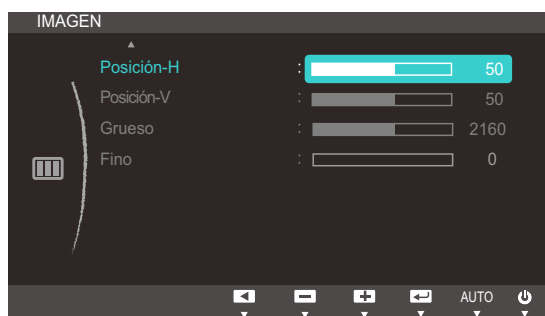 IMAGEN
Posición-H : 50
Posición-V : 50
Grueso : 2160
Fino : 0
AUTO